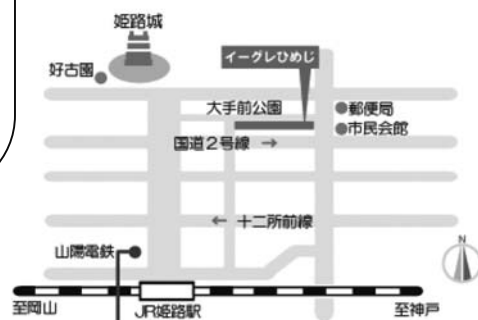 姫路城
イーグレひめじ
好古園
大手前公園
郵便局
市民会館
国道2号線 →
← 十二所前線
山陽電鉄
N
至岡山
JR姫路駅
至神戸